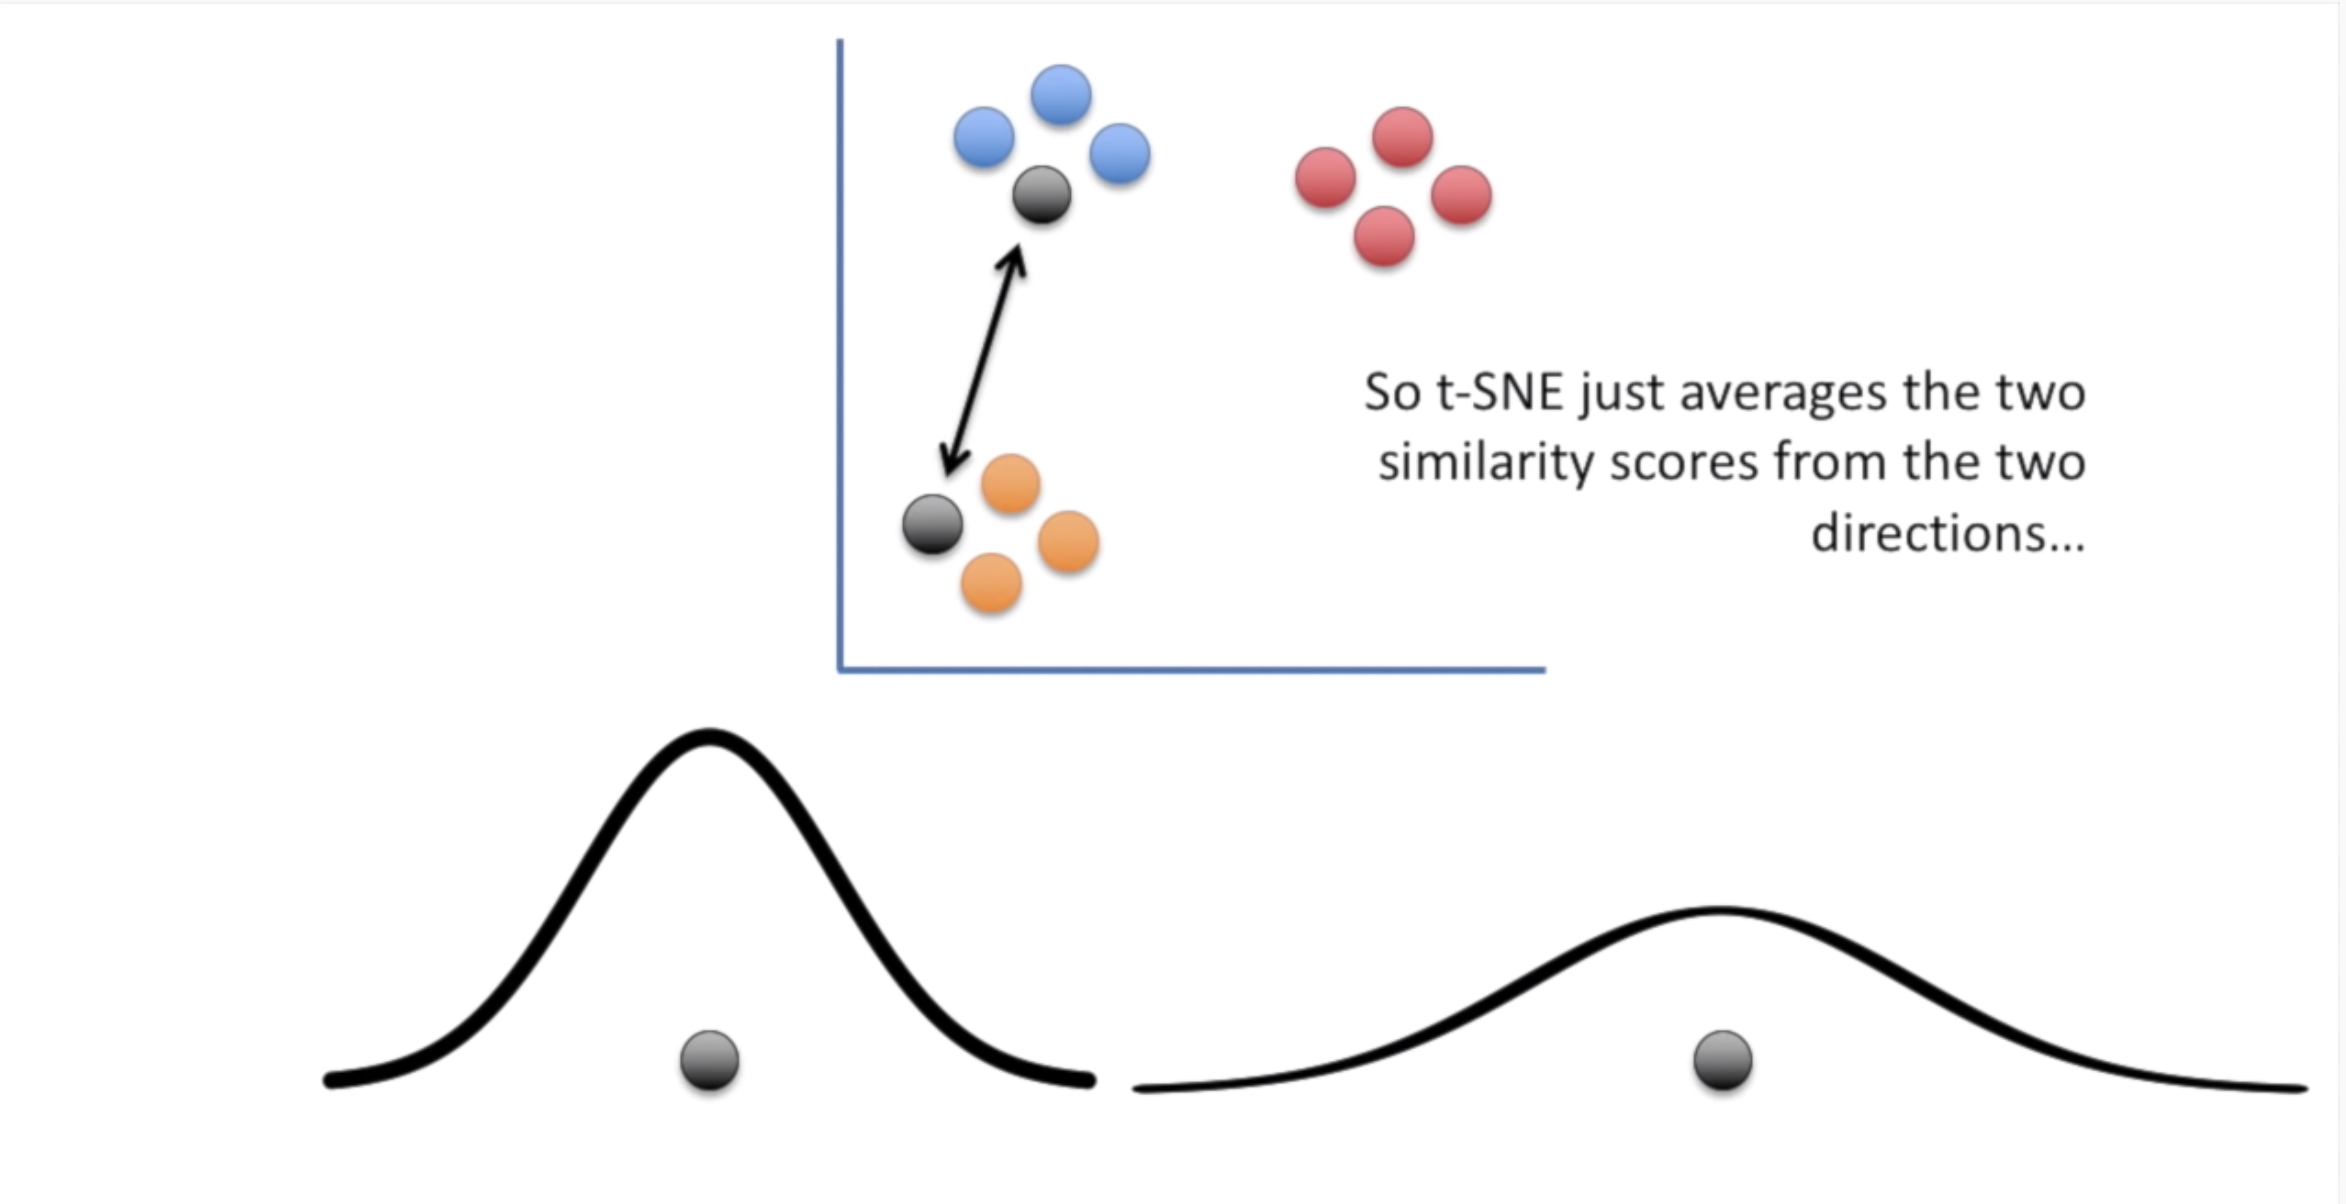 So t-SNE just averages the two
similarity scores from the two
directions...